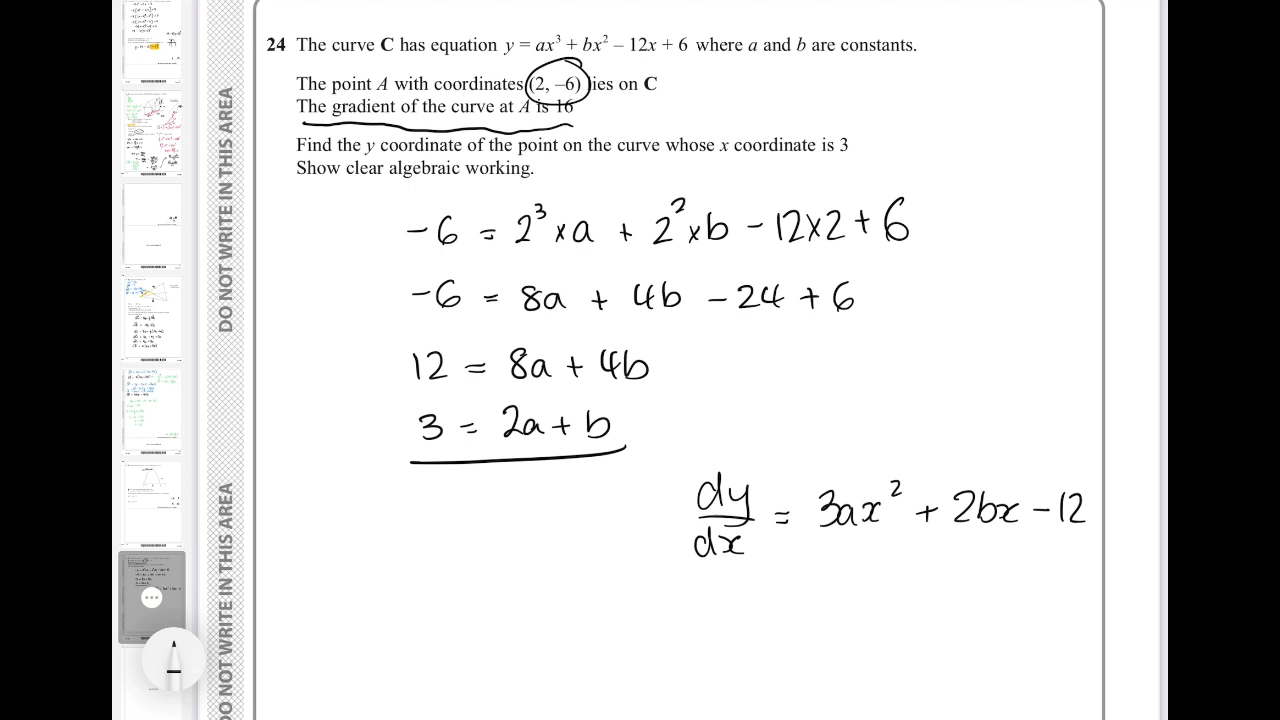 24 The curve C has equation y = ax³ + bx² – 12x + 6 where a and b are constants.
The point A with coordinates (2, –6) lies on C
The gradient of the curve at A is 16
Find the y coordinate of the point on the curve whose x coordinate is 3
Show clear algebraic working.
-6 = 2³ × a + 2² × b - 12 × 2 + 6
-6 = 8a + 4b - 24 + 6
12 = 8a + 4b
3 = 2a + b
dy/dx = 3ax² + 2bx - 12
DO NOT WRITE IN THIS AREA
DO NOT WRITE IN THIS AREA